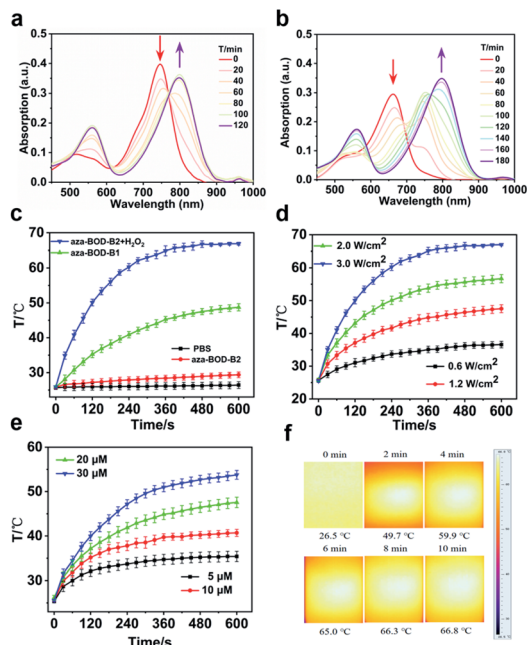 a
b
T/min
0
20
40
60
80
100
120
T/min
0
20
40
60
80
100
120
140
160
180
Absorption (a.u.)
0.5
0.4
0.3
0.2
0.1
0.0
500 600 700 800 900 1000
Wavelength (nm)
Absorption (a.u.)
0.5
0.4
0.3
0.2
0.1
0.0
500 600 700 800 900 1000
Wavelength (nm)
c
d
aza-BOD-B2+H₂O₂
aza-BOD-B1
PBS
aza-BOD-B2
T/℃
70
60
50
40
30
0 120 240 360 480 600
Time/s
2.0 W/cm²
3.0 W/cm²
0.6 W/cm²
1.2 W/cm²
T/℃
70
60
50
40
30
0 120 240 360 480 600
Time/s
e
f
20 μM
30 μM
5 μM
10 μM
T/℃
60
50
40
30
0 120 240 360 480 600
Time/s
0 min 2 min 4 min
26.5 ℃ 49.7 ℃ 59.9 ℃
6 min 8 min 10 min
65.0 ℃ 66.3 ℃ 66.8 ℃